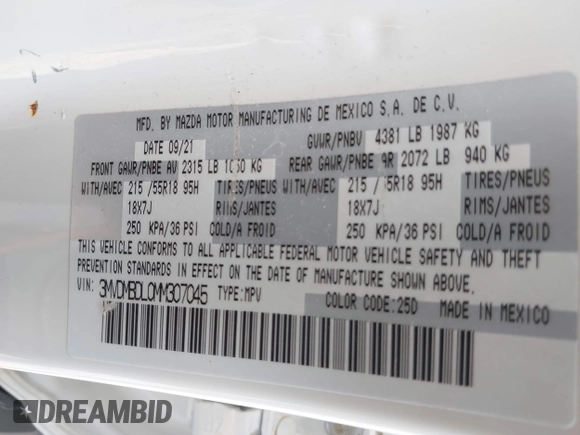 MFD. BY MAZDA MOTOR MANUFACTURING DE MEXICO S.A. DE C.V.
DATE 09/21 GVWR/PNBV 4381 LB 1987 KG
FRONT GAWR/PNBE AV 2315 LB KG REAR GAWR/PNBE 2072 LB 940 KG
WITH/AVEC 215 /55R18 95H TIRES/PNEUS WITH/AVEC 215 95H TIRES/PNEUS
18X7J RIMS/JANTES 18X7J RIMS/JANTES
250 KPA/36 PSI COLD/A FROID 250 KPA/36 PSI COLD/A FROID
THIS VEHICLE CONFORMS TO ALL APPLICABLE FEDERAL MOTOR VEHICLE SAFETY AND THEFT
PREVENTION STANDARDS IN EFFECT ON THE DATE OF MANUFACTURE SHOWN ABOVE.
VIN: 3MVDMBDL0MM307045 TYPE:MPV
COLOR CODE:25D MADE IN MEXICO
DREAMBID